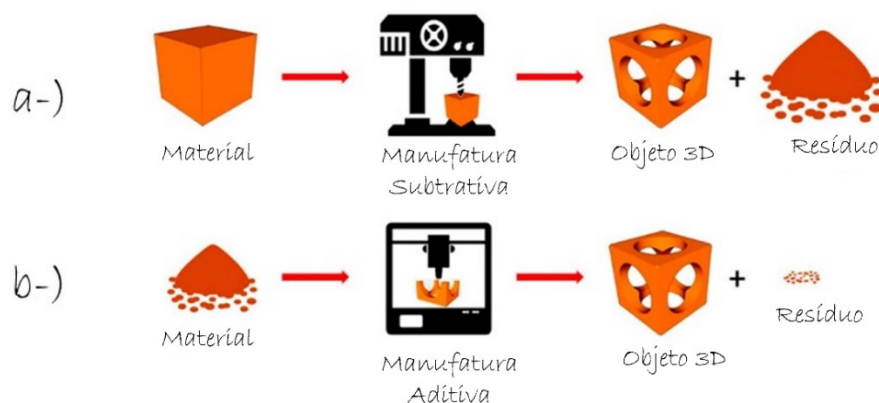 a-)
Material
Manufatura
Subtrativa
Objeto 3D
+
Resíduo
b-)
Material
Manufatura
Aditiva
Objeto 3D
+
Resíduo